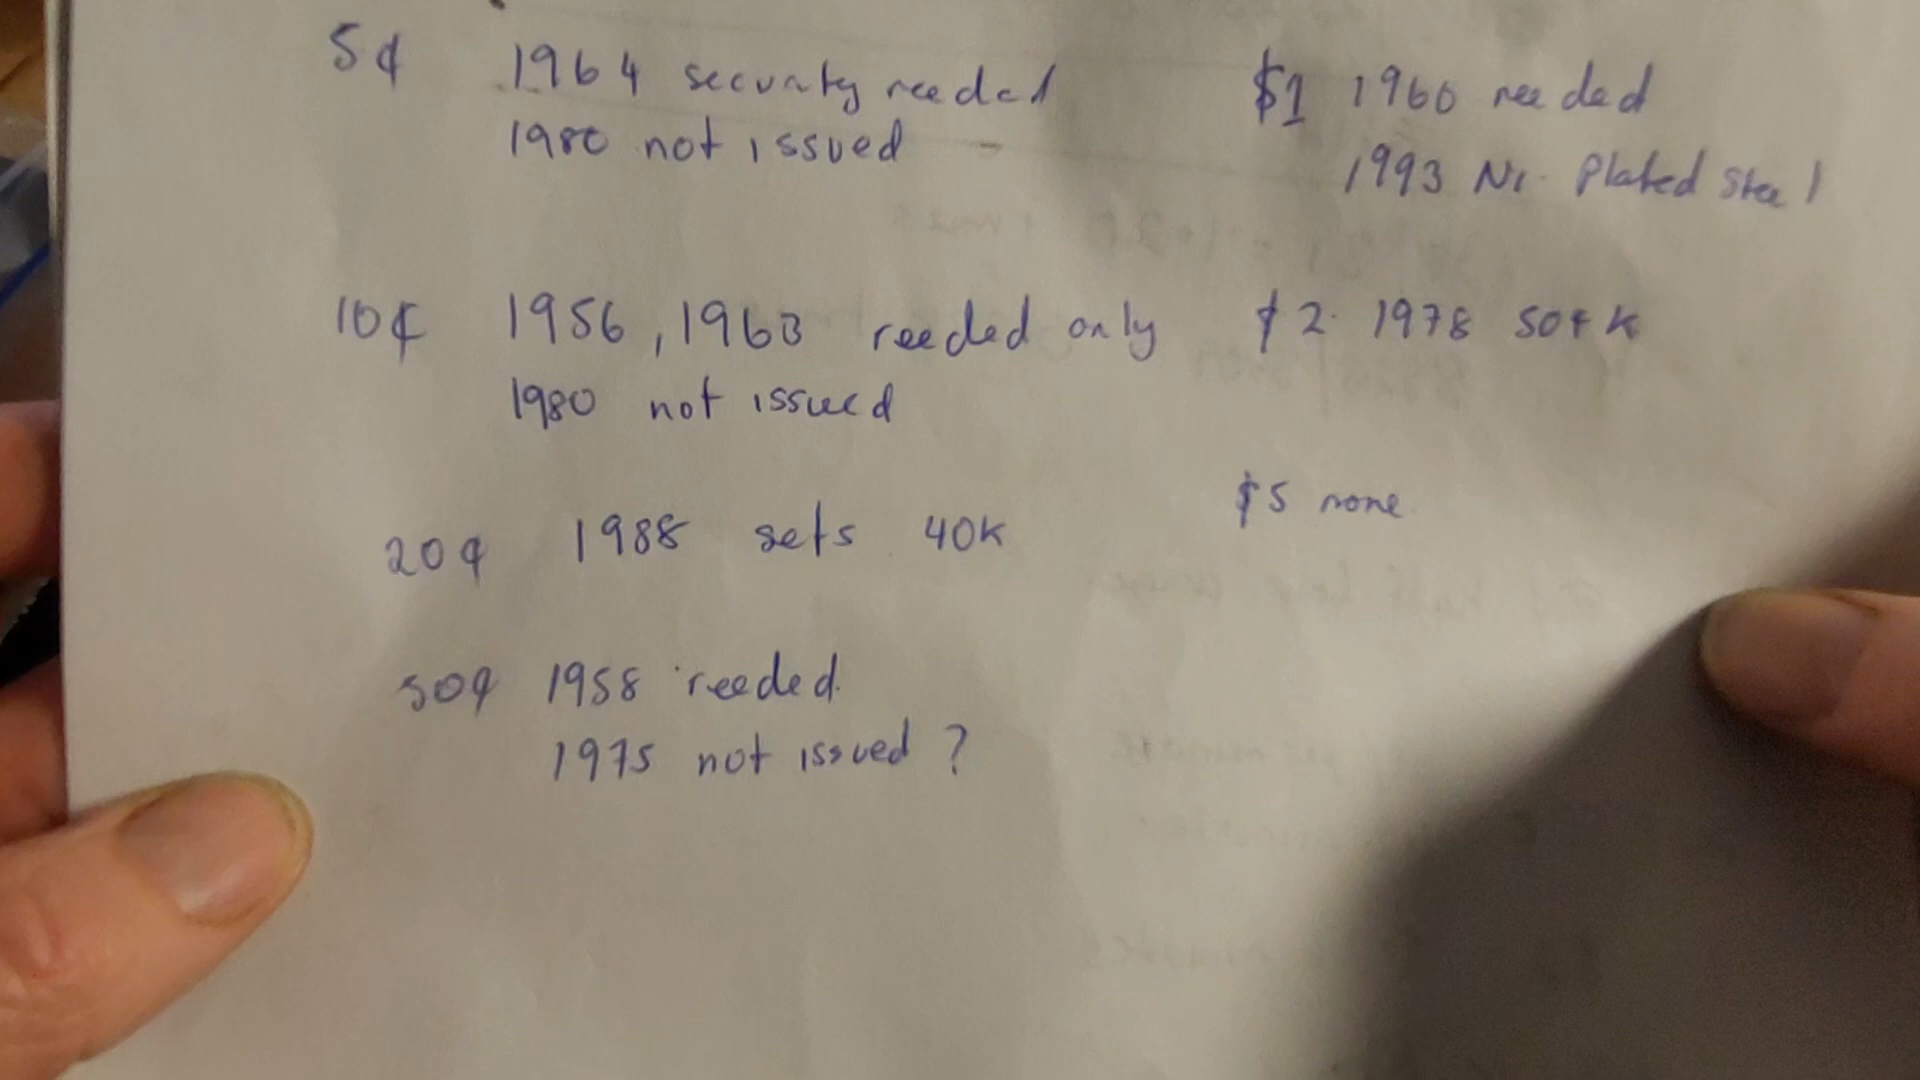 5¢ 1964 security reeded
1980 not issued
10¢ 1956, 1963 reeded only
1980 not issued
20¢ 1988 sets 40K
50¢ 1958 reeded
1975 not issued ?
$1 1960 reeded
1993 Ni. Plated Steel
$2 1978 50+ K
$5 none